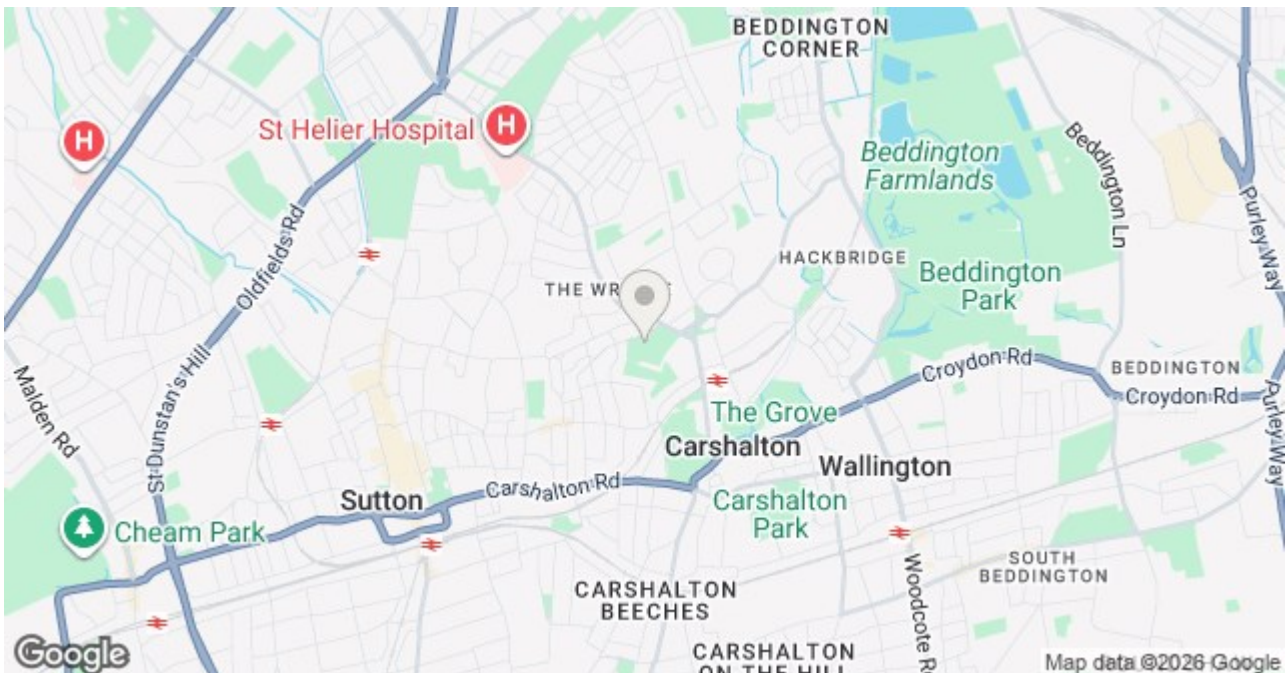 BEDDINGTON
CORNER
St Helier Hospital
H
H
Beddington
Farmlands
Beddington Ln
Purley Way
Oldfields Rd
HACKBRIDGE
Beddington
Park
THE WR
St Dunstan's Hill
Malden Rd
Croydon Rd
BEDDINGTON
Croydon Rd
Purley Way
The Grove
Carshalton
Wallington
Sutton
Carshalton Rd
Carshalton
Park
Cheam Park
SOUTH
BEDDINGTON
Woodcote R
CARSHALTON
BEECHES
CARSHALTON
ON THE HILL
Google
Map data ©2026 Google